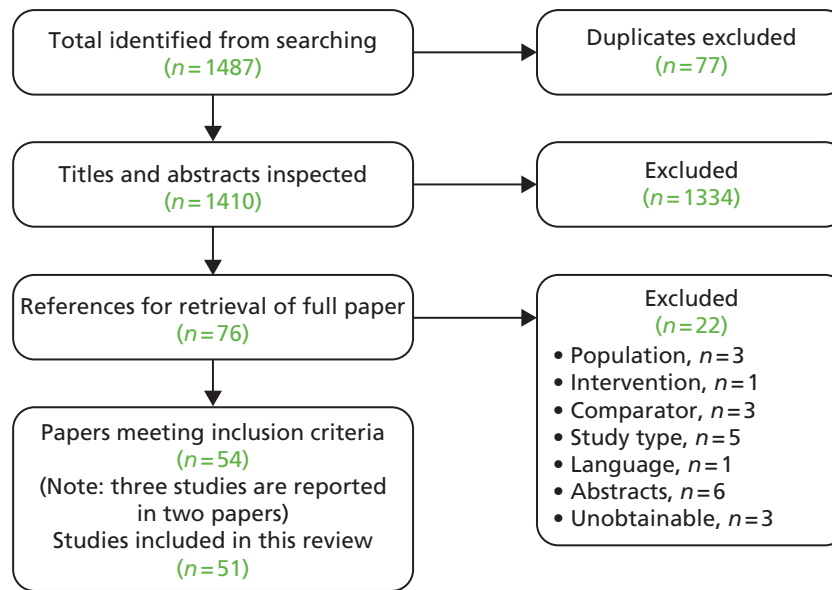 Total identified from searching
(n=1487)
Duplicates excluded
(n=77)
Titles and abstracts inspected
(n=1410)
Excluded
(n=1334)
References for retrieval of full paper
(n=76)
Excluded
(n=22)
• Population, n=3
• Intervention, n=1
• Comparator, n=3
• Study type, n=5
• Language, n=1
• Abstracts, n=6
• Unobtainable, n=3
Papers meeting inclusion criteria
(n=54)
(Note: three studies are reported
in two papers)
Studies included in this review
(n=51)